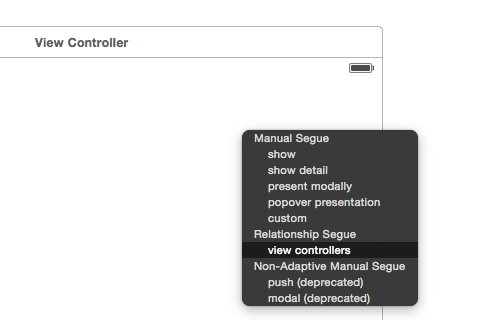 View Controller
Manual Segue
show
show detail
present modally
popover presentation
custom
Relationship Segue
view controllers
Non-Adaptive Manual Segue
push (deprecated)
modal (deprecated)